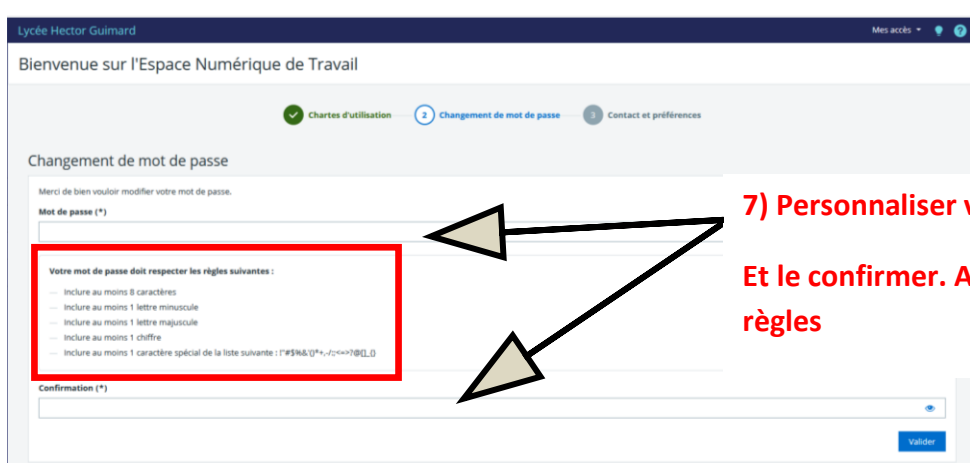 Lycée Hector Guimard
Mes accès
Bienvenue sur l'Espace Numérique de Travail
Chartes d'utilisation 2 Changement de mot de passe 3 Contact et préférences
Changement de mot de passe
Merci de bien vouloir modifier votre mot de passe.
Mot de passe (*)
7) Personnaliser
Votre mot de passe doit respecter les règles suivantes :
Inclure au moins 8 caractères
Inclure au moins 1 lettre minuscule
Inclure au moins 1 lettre majuscule
Inclure au moins 1 chiffre
Inclure au moins 1 caractère spécial de la liste suivante :
Et le confirmer. A
règles
Confirmation (*)
Valider